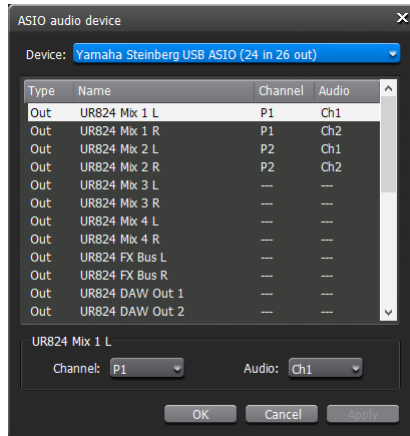 ASIO audio device
Device: Yamaha Steinberg USB ASIO (24 in 26 out)
Type Name Channel Audio
Out UR824 Mix 1 L P1 Ch1
Out UR824 Mix 1 R P1 Ch2
Out UR824 Mix 2 L P2 Ch1
Out UR824 Mix 2 R P2 Ch2
Out UR824 Mix 3 L --- ---
Out UR824 Mix 3 R --- ---
Out UR824 Mix 4 L --- ---
Out UR824 Mix 4 R --- ---
Out UR824 FX Bus L --- ---
Out UR824 FX Bus R --- ---
Out UR824 DAW Out 1 --- ---
Out UR824 DAW Out 2 --- ---
UR824 Mix 1 L
Channel: P1 Audio: Ch1
OK Cancel Apply